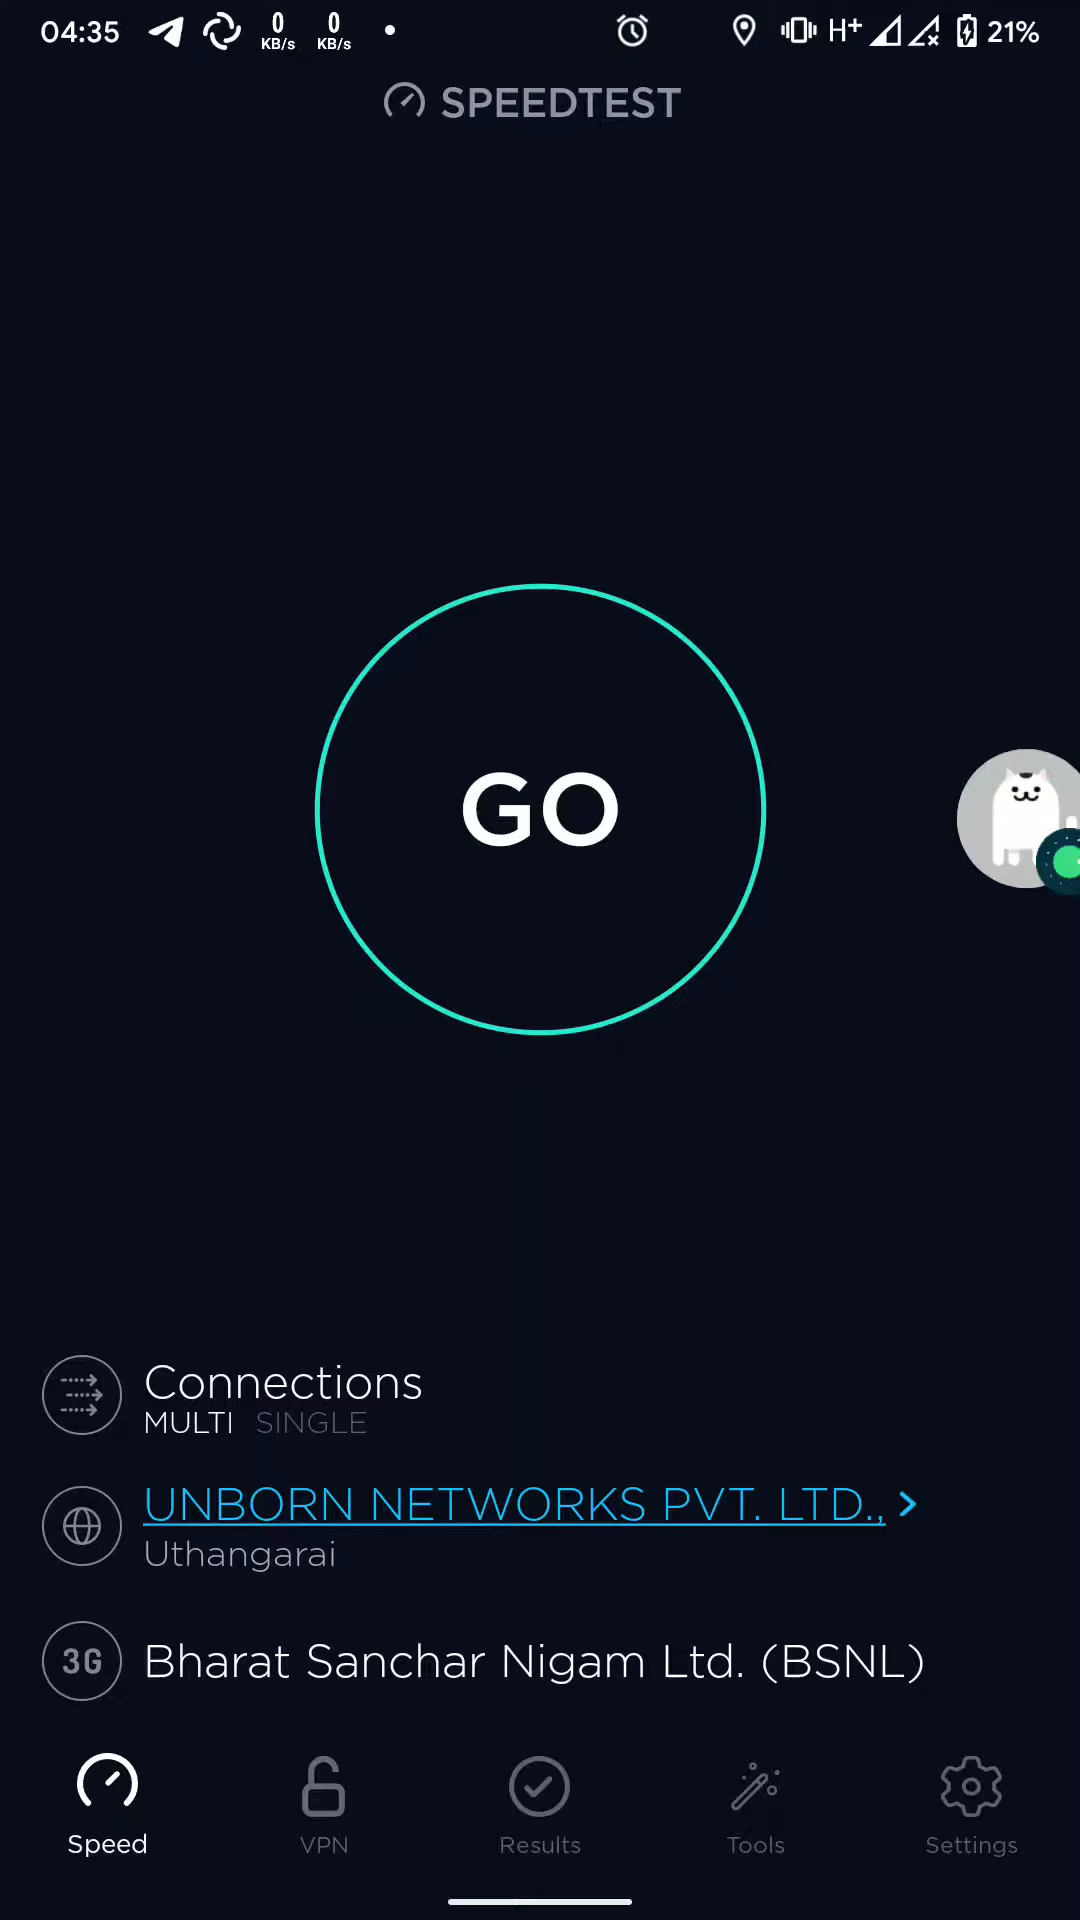 04:35 0 KB/s 0 KB/s H+ 21%
SPEEDTEST
GO
Connections
MULTI SINGLE
UNBORN NETWORKS PVT. LTD.,
Uthangarai
3G Bharat Sanchar Nigam Ltd. (BSNL)
Speed VPN Results Tools Settings